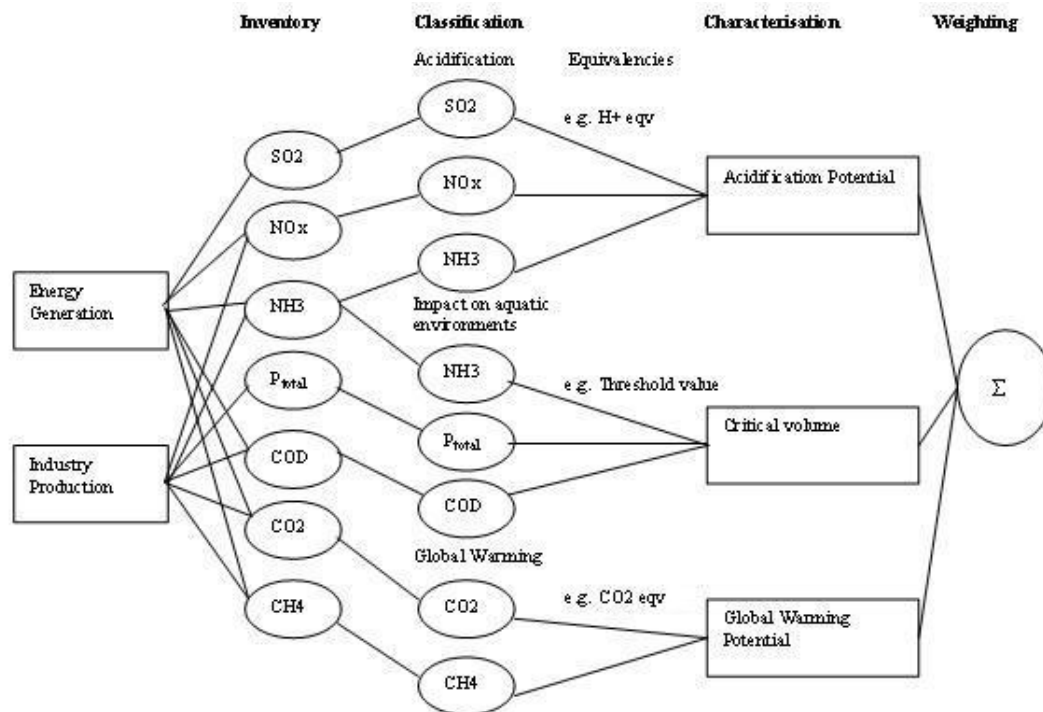 Inventory
Classification
Characterisation
Weighting
Acidification
Equivalencies
SO2
e.g. H+ eqv
SO2
Acidification Potential
NOx
NOx
NH3
Energy
Generation
NH3
Impact on aquatic
environments
Ptotal
NH3
e.g. Threshold value
Σ
Critical volume
Ptotal
Industry
Production
COD
COD
CO2
Global Warming
CH4
CO2
e.g. CO2 eqv
Global Warming
Potential
CH4